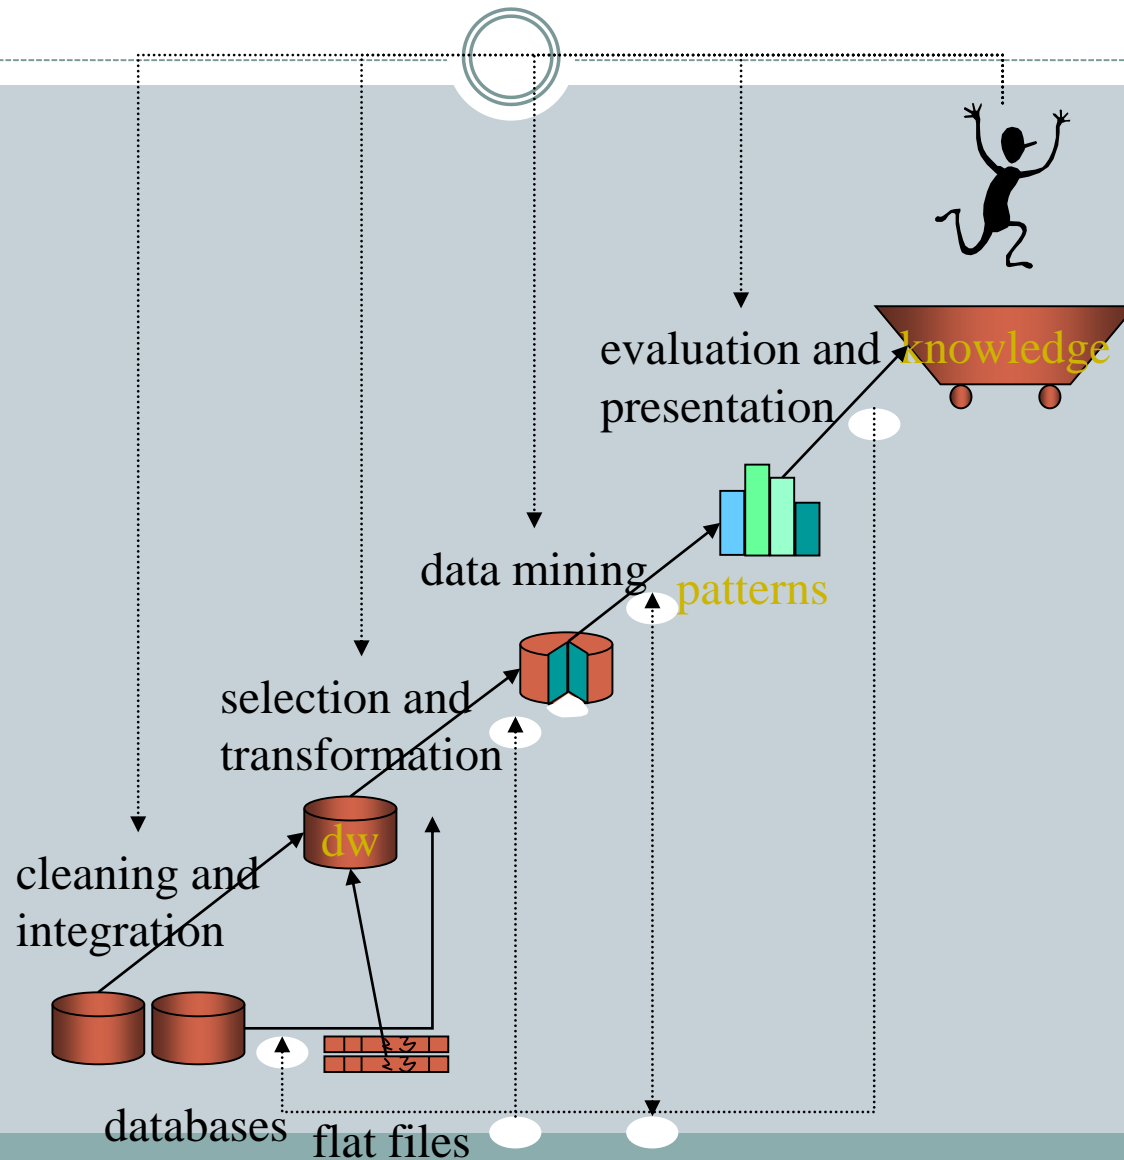 evaluation and
presentation
knowledge
data mining
patterns
selection and
transformation
dw
cleaning and
integration
databases
flat files